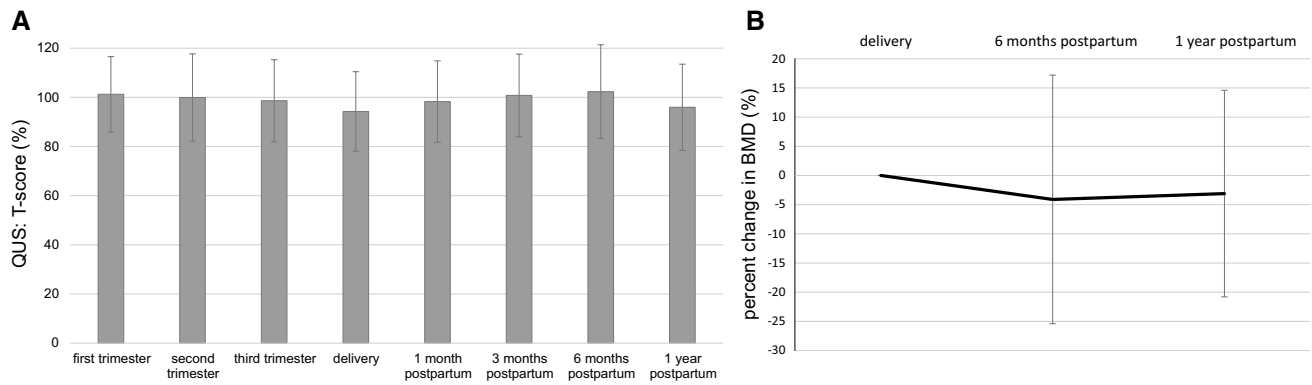 A
QUS: T-score (%)
120
100
80
60
40
20
0
first trimester
second
trimester
third trimester
delivery
1 month
postpartum
3 months
postpartum
6 months
postpartum
1 year
postpartum
B
delivery
6 months postpartum
1 year postpartum
percent change in BMD (%)
20
15
10
5
0
-5
-10
-15
-20
-25
-30